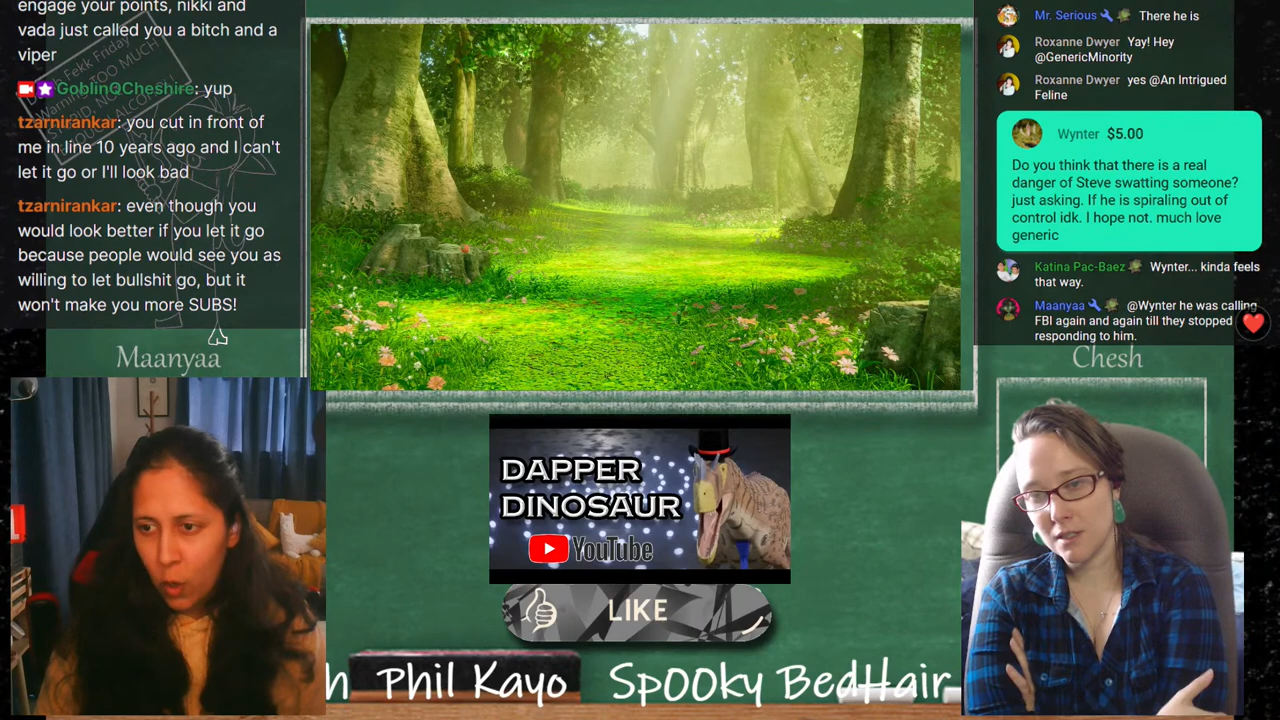 engage your points, nikki and
vada just called you a bitch and a
viper
GoblinQCheshire: yup
tzarnirankar: you cut in front of
me in line 10 years ago and I can't
let it go or I'll look bad
tzarnirankar: even though you
would look better if you let it go
because people would see you as
willing to let bullshit go, but it
won't make you more SUBS!
Fekk Friday
TOO MUCH
Maanyaa
DAPPER
DINOSAUR
YouTube
LIKE
h Phil Kayo Sp00ky BedHair
Mr. Serious There he is
Roxanne Dwyer Yay! Hey
@GenericMinority
Roxanne Dwyer yes @An Intrigued
Feline
Wynter $5.00
Do you think that there is a real
danger of Steve swatting someone?
just asking. If he is spiraling out of
control idk. I hope not. much love
generic
Katina Pac-Baez Wynter... kinda feels
that way.
Maanyaa @Wynter he was calling
FBI again and again till they stopped
responding to him.
Chesh